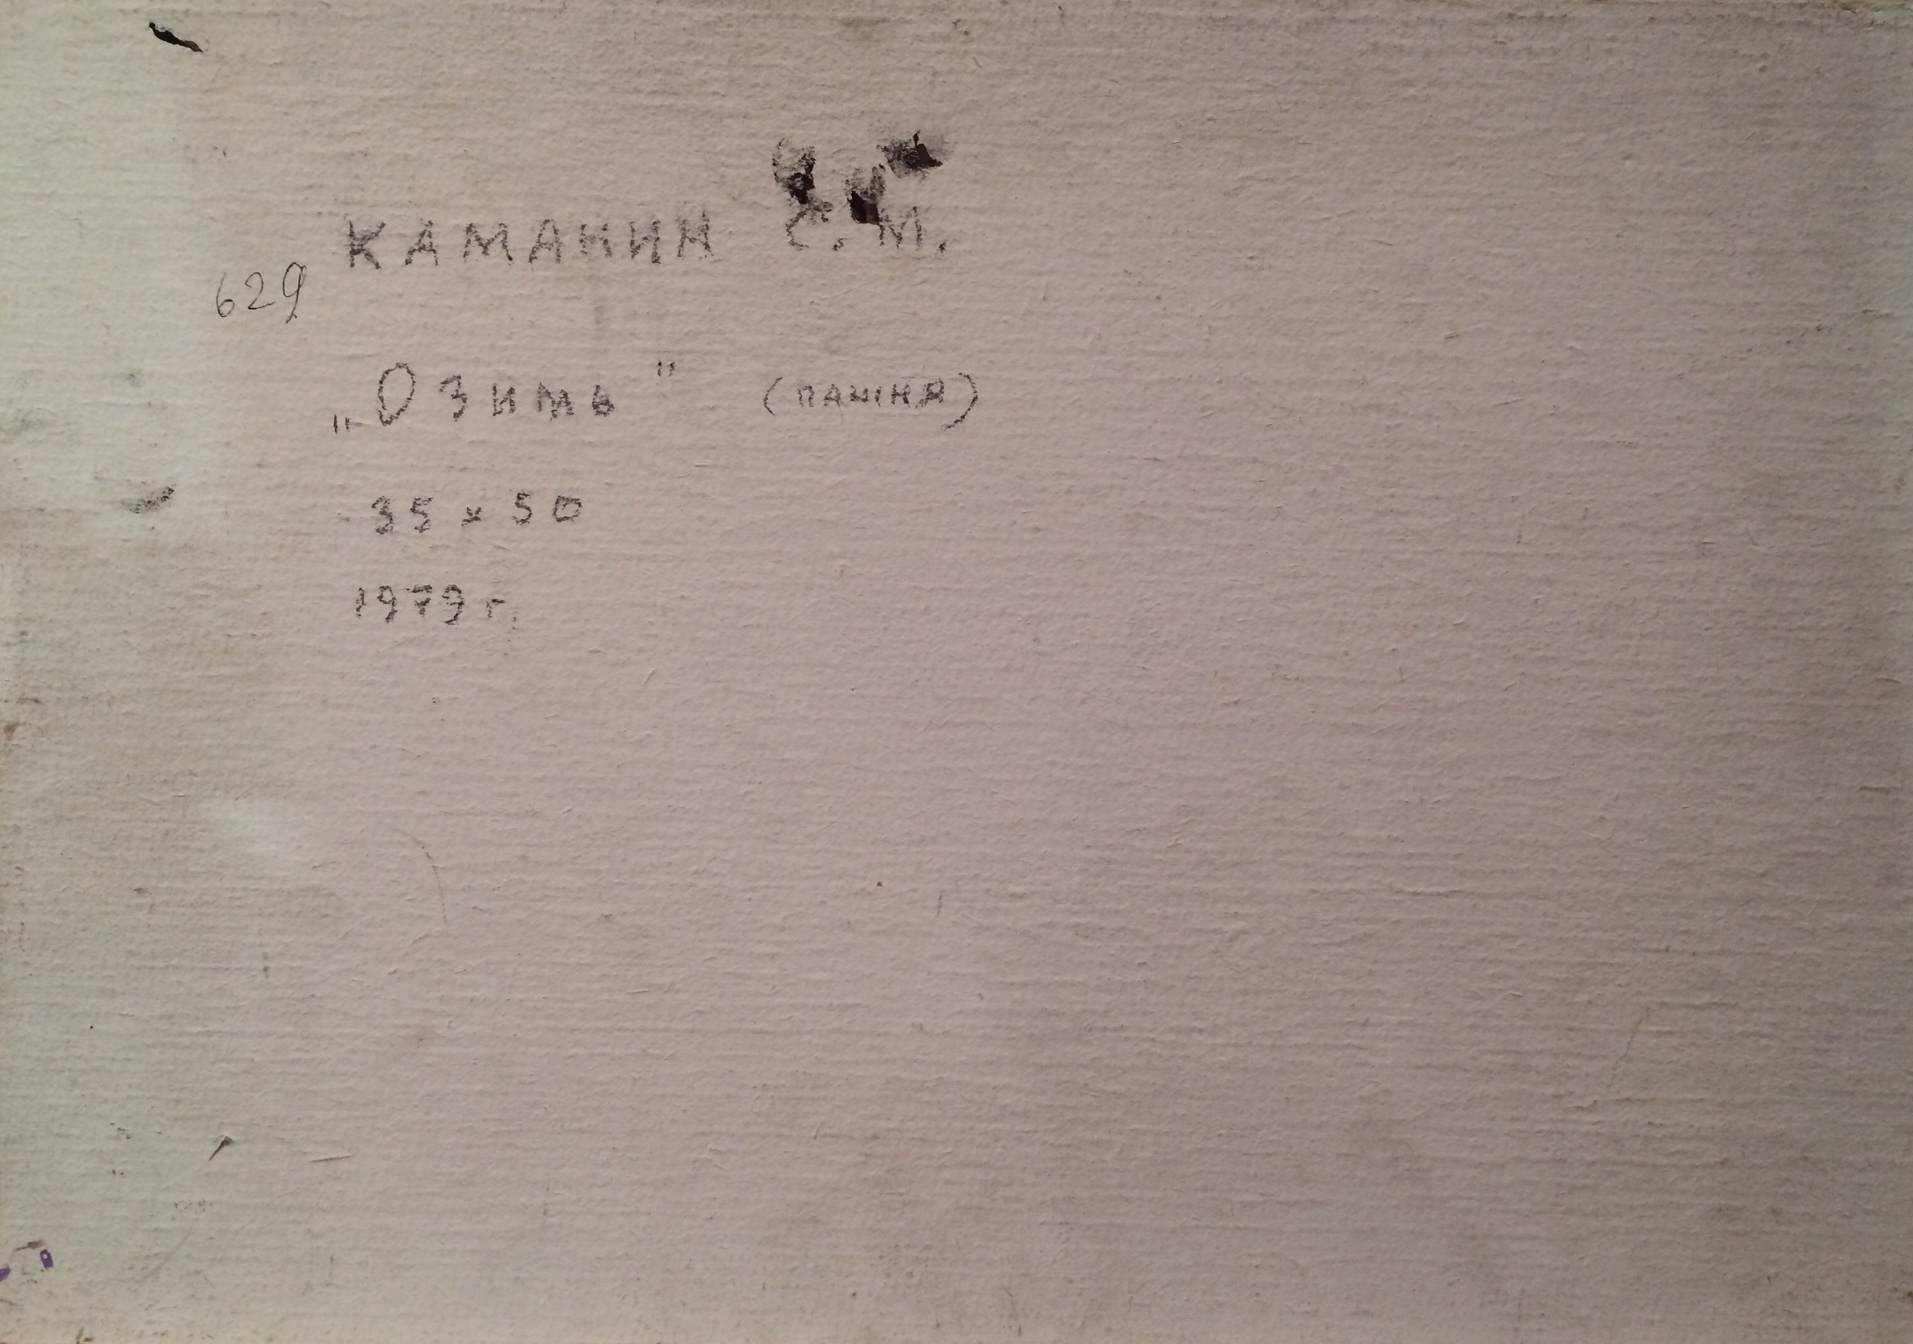 КАМАНИН С. М.
629
„Озимь" (пашня)
35 x 50
1979 г.